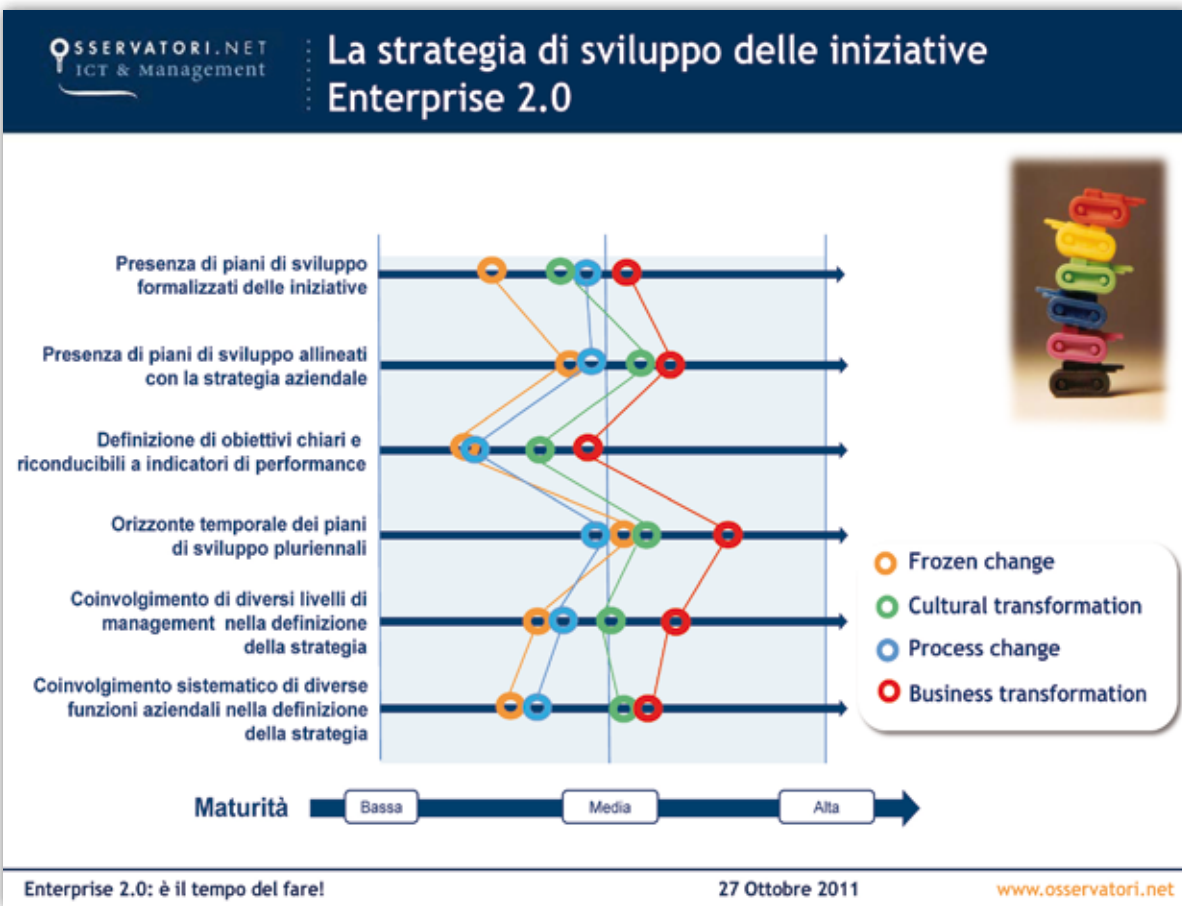 OSSERVATORI.NET
ICT & Management
La strategia di sviluppo delle iniziative
Enterprise 2.0
Presenza di piani di sviluppo
formalizzati delle iniziative
Presenza di piani di sviluppo allineati
con la strategia aziendale
Definizione di obiettivi chiari e
riconducibili a indicatori di performance
Orizzonte temporale dei piani
di sviluppo pluriennali
Coinvolgimento di diversi livelli di
management nella definizione
della strategia
Coinvolgimento sistematico di diverse
funzioni aziendali nella definizione
della strategia
Frozen change
Cultural transformation
Process change
Business transformation
Maturità
Bassa
Media
Alta
Enterprise 2.0: è il tempo del fare!
27 Ottobre 2011
www.osservatori.net